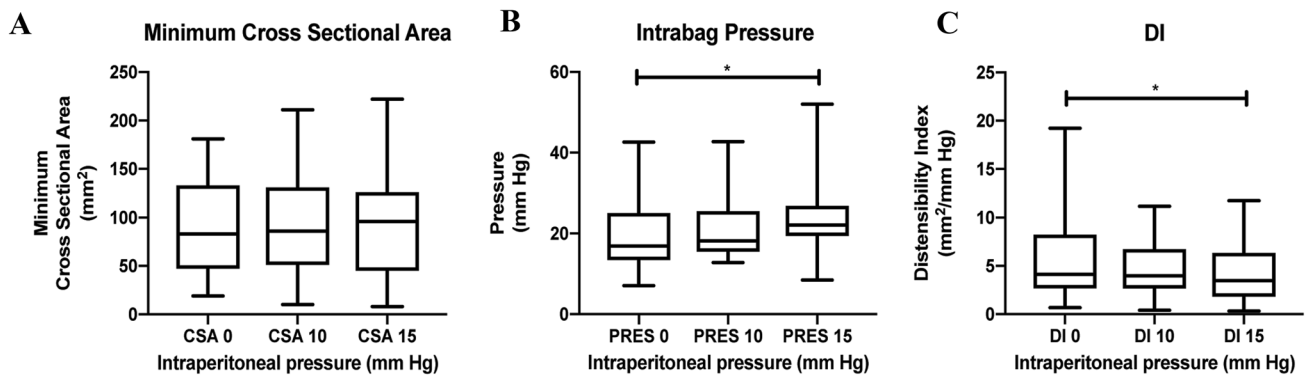 A
Minimum Cross Sectional Area
Minimum
Cross Sectional Area
(mm²)
250
200
150
100
50
0
CSA 0 CSA 10 CSA 15
Intraperitoneal pressure (mm Hg)
B
Intrabag Pressure
Pressure
(mm Hg)
60
40
20
0
*
PRES 0 PRES 10 PRES 15
Intraperitoneal pressure (mm Hg)
C
DI
Distensibility Index
(mm²/mm Hg)
25
20
15
10
5
0
*
DI 0 DI 10 DI 15
Intraperitoneal pressure (mm Hg)